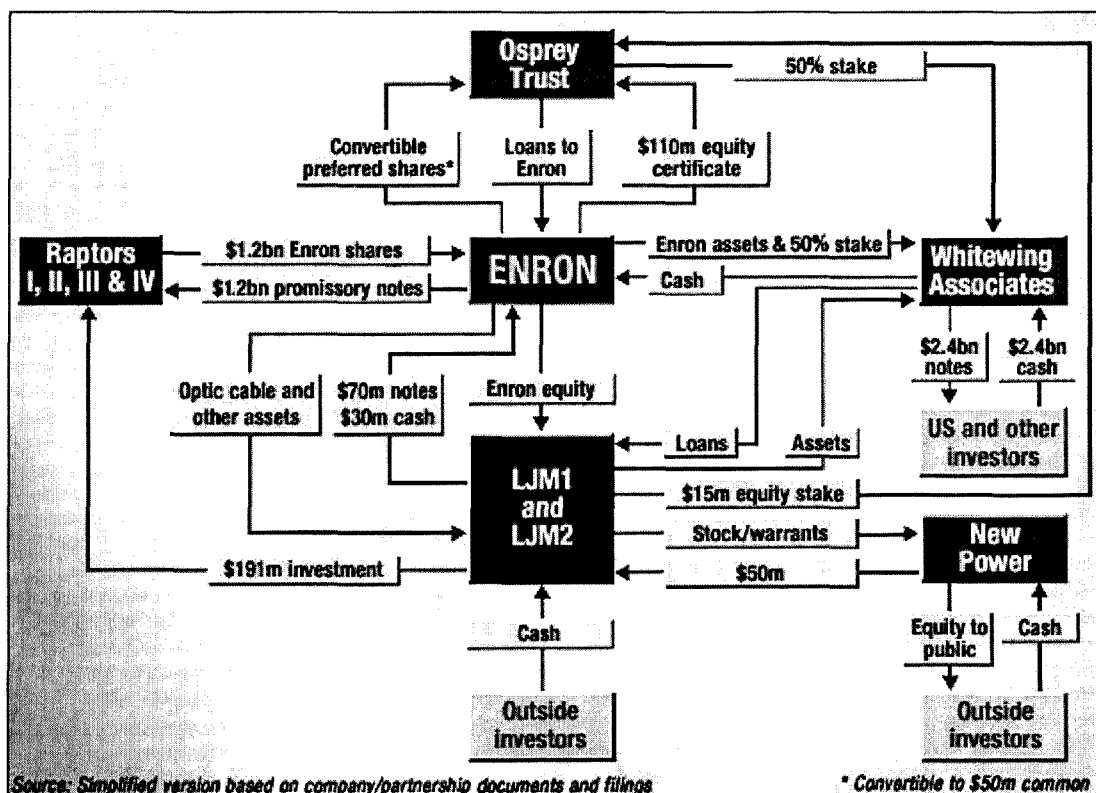 Osprey
Trust
50% stake
Convertible
preferred shares*
Loans to
Enron
$110m equity
certificate
Raptors
I, II, III & IV
$1.2bn Enron shares
$1.2bn promissory notes
ENRON
Enron assets & 50% stake
Cash
Whitewing
Associates
$2.4bn
notes
$2.4bn
cash
US and other
investors
Optic cable and
other assets
$70m notes
$30m cash
Enron equity
Loans
Assets
LJM1
and
LJM2
$15m equity stake
Stock/warrants
$50m
New
Power
$191m investment
Cash
Equity to
public
Cash
Outside
investors
Outside
investors
Source: Simplified version based on company/partnership documents and filings
* Convertible to $50m common